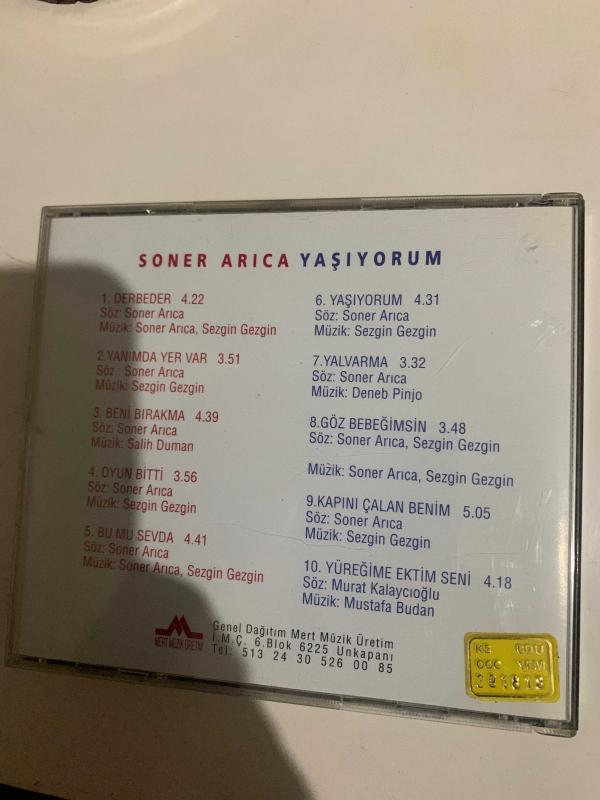 SONER ARICA YAŞIYORUM
1. DERBEDER 4.22
Söz: Soner Arıca
Müzik: Soner Arıca, Sezgin Gezgin
2.YANIMDA YER VAR 3.51
Söz : Soner Arıca
Müzik: Sezgin Gezgin
3. BENİ BIRAKMA 4.39
Söz: Soner Arıca
Müzik: Salih Duman
4. OYUN BİTTİ 3.56
Söz: Soner Arıca
Müzik: Sezgin Gezgin
5. BU MU SEVDA 4.41
Söz: Soner Arıca
Müzik: Soner Arıca, Sezgin Gezgin
6. YAŞIYORUM 4.31
Söz: Soner Arıca
Müzik: Sezgin Gezgin
7.YALVARMA 3.32
Söz: Soner Arıca
Müzik: Deneb Pinjo
8.GÖZ BEBEĞİMSİN 3.48
Söz: Soner Arıca, Sezgin Gezgin
Müzik: Soner Arıca, Sezgin Gezgin
9.KAPINI ÇALAN BENİM 5.05
Söz: Soner Arıca
Müzik: Sezgin Gezgin
10. YÜREĞİME EKTİM SENİ 4.18
Söz: Murat Kalaycıoğlu
Müzik: Mustafa Budan
MERT MÜZİK ÜRETİM
Genel Dağıtım Mert Müzik Üretim
İ.M.Ç. 6.Blok 6225 Unkapanı
Tel: 513 24 30 526 00 85